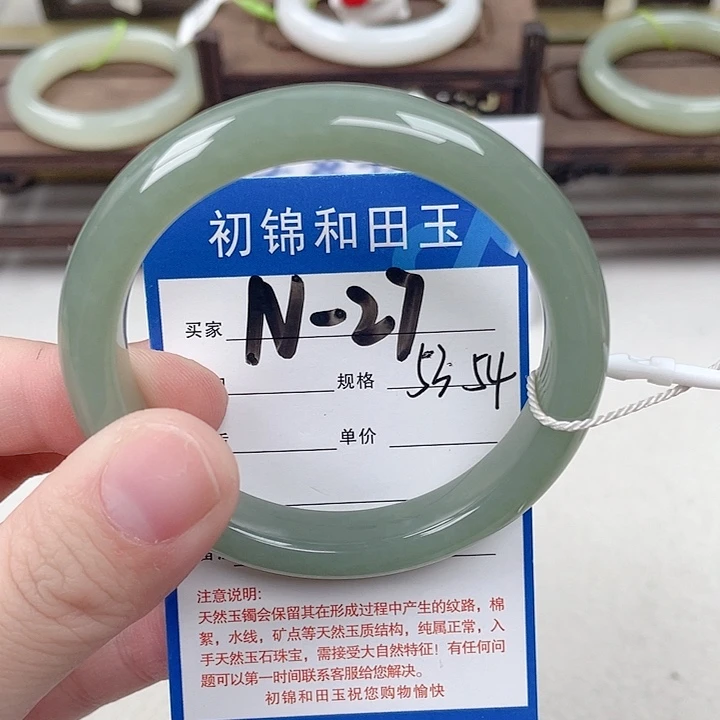 初锦和田玉
买家 N-27
规格 53.54
单价
注意说明:
天然玉镯会保留其在形成过程中产生的纹路，棉
絮，水线，矿点等天然玉质结构，纯属正常，入
手天然玉石珠宝，需接受大自然特征！有任何问
题可以第一时间联系客服给您解决。
初锦和田玉祝您购物愉快